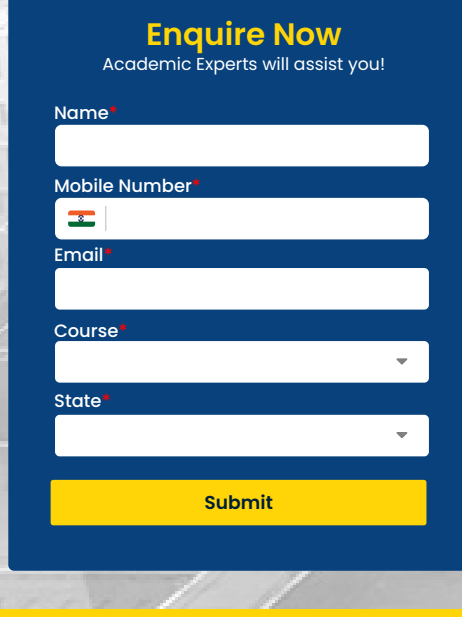 Enquire Now
Academic Experts will assist you!
Name*
Mobile Number*
Email*
Course*
State*
Submit